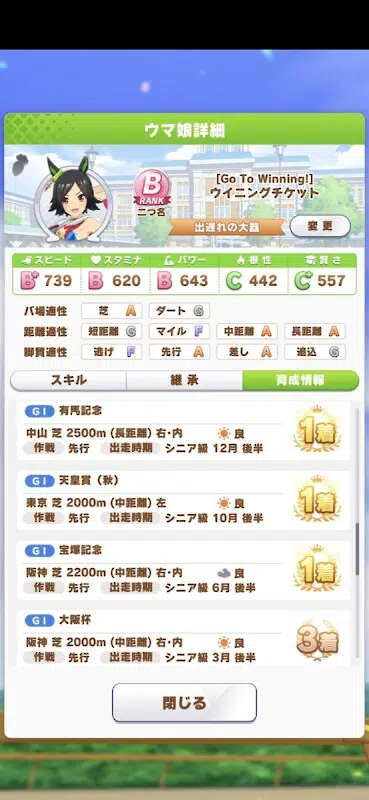 ウマ娘詳細
B
RANK
二つ名
[Go To Winning!]
ウイニングチケット
出遅れの大器
変更
スピード スタミナ パワー 根性 賢さ
B+ 739 B 620 B 643 C 442 C+ 557
バ場適性 芝 A ダート G
距離適性 短距離 G マイル F 中距離 A 長距離 A
脚質適性 逃げ F 先行 A 差し A 追込 G
スキル 継承 育成情報
GI 有馬記念
中山 芝 2500m (長距離) 右・内 良
作戦 先行 出走時期 シニア級 12月 後半
1着
GI 天皇賞(秋)
東京 芝 2000m (中距離) 左 良
作戦 先行 出走時期 シニア級 10月 後半
1着
GI 宝塚記念
阪神 芝 2200m (中距離) 右・内 良
作戦 先行 出走時期 シニア級 6月 後半
1着
GI 大阪杯
阪神 芝 2000m (中距離) 右・内 良
作戦 先行 出走時期 シニア級 3月 後半
3着
閉じる